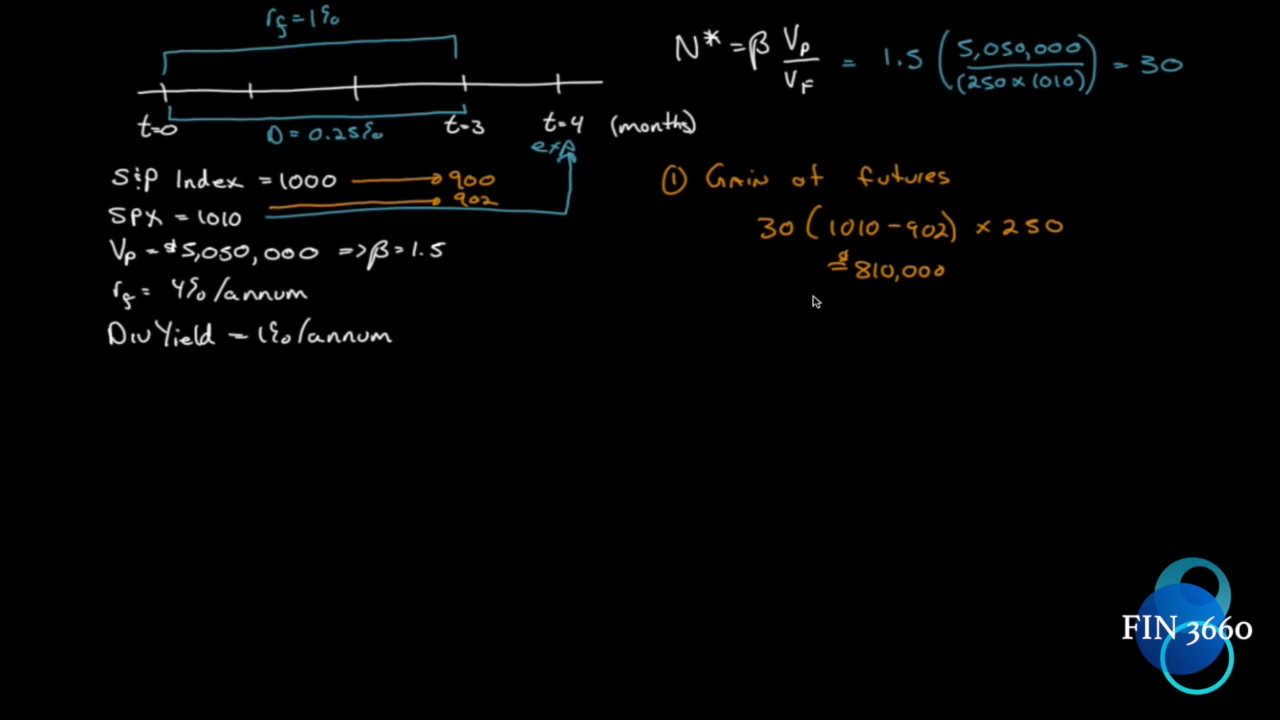 r_f = 1%
t=0 D = 0.25% t=3 t=4 (months)
exp
S&P Index = 1000 → 900
902
SPX = 1010
Vp = $5,050,000 => β = 1.5
r_f = 4%/annum
Div Yield = 1%/annum
N* = β Vp/VF = 1.5 (5,050,000/(250×1010)) = 30
① Gain of futures
30 (1010 - 902) × 250
= $810,000
FIN 3660